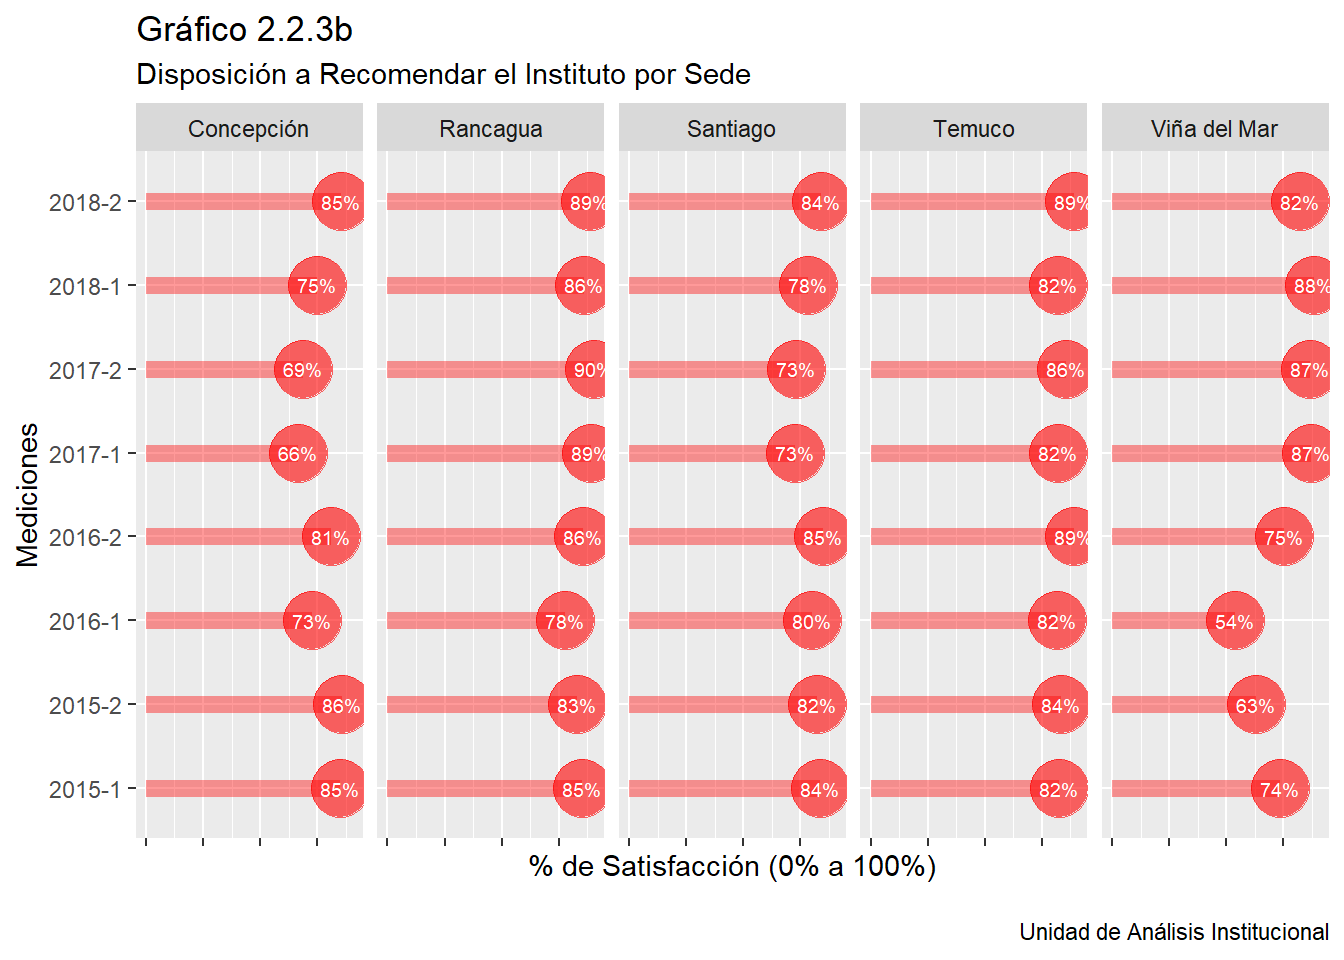 Gráfico 2.2.3b
Disposición a Recomendar el Instituto por Sede
Concepción Rancagua Santiago Temuco Viña del Mar
2018-2 85% 89% 84% 89% 82%
2018-1 75% 86% 78% 82% 88%
2017-2 69% 90% 73% 86% 87%
2017-1 66% 89% 73% 82% 87%
2016-2 81% 86% 85% 89% 75%
2016-1 73% 78% 80% 82% 54%
2015-2 86% 83% 82% 84% 63%
2015-1 85% 85% 84% 82% 74%
Mediciones
% de Satisfacción (0% a 100%)
Unidad de Análisis Institucional